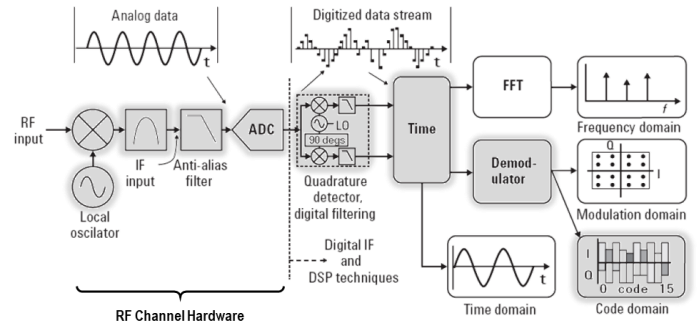 Analog data
t
Digitized data stream
t
RF
input
ADC
LO
90 degs
Time
FFT
f
Frequency domain
IF
input
Anti-alias
filter
Quadrature
detector,
digital filtering
Demod-
ulator
Q
I
Modulation domain
Local
oscilator
Digital IF
and
DSP techniques
t
Time domain
I
Q
0 code 15
Code domain
RF Channel Hardware